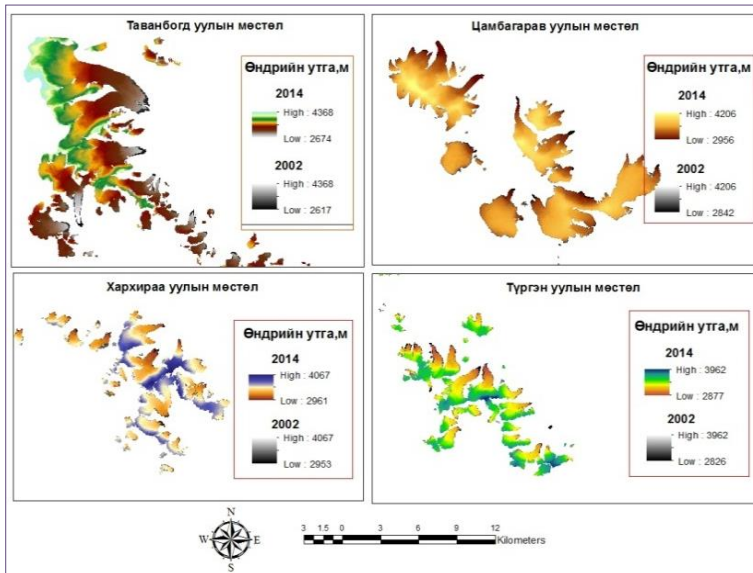 Таванбогд уулын мөстөл
Өндрийн утга,м
2014
High : 4368
Low : 2674
2002
High : 4368
Low : 2617
Цамбагарав уулын мөстөл
Өндрийн утга,м
2014
High : 4206
Low : 2956
2002
High : 4206
Low : 2842
Хархираа уулын мөстөл
Өндрийн утга,м
2014
High : 4067
Low : 2961
2002
High : 4067
Low : 2953
Түргэн уулын мөстөл
Өндрийн утга,м
2014
High : 3962
Low : 2877
2002
High : 3962
Low : 2826
N
W E
S
3 1.5 0 3 6 9 12
Kilometers